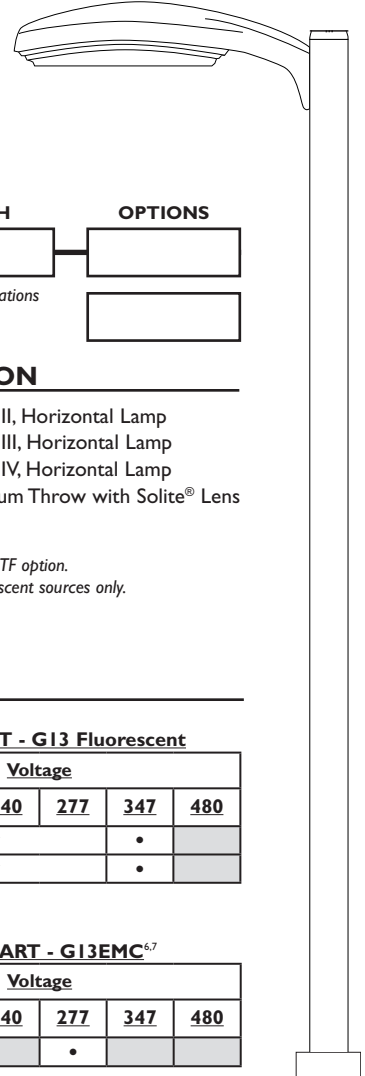 H OPTIONS
ations
ON
II, Horizontal Lamp
III, Horizontal Lamp
IV, Horizontal Lamp
um Throw with Solite® Lens
TF option.
scent sources only.
T - G13 Fluorescent
Voltage
40 277 347 480
•
•
ART - G13EMC6,7
Voltage
40 277 347 480
•